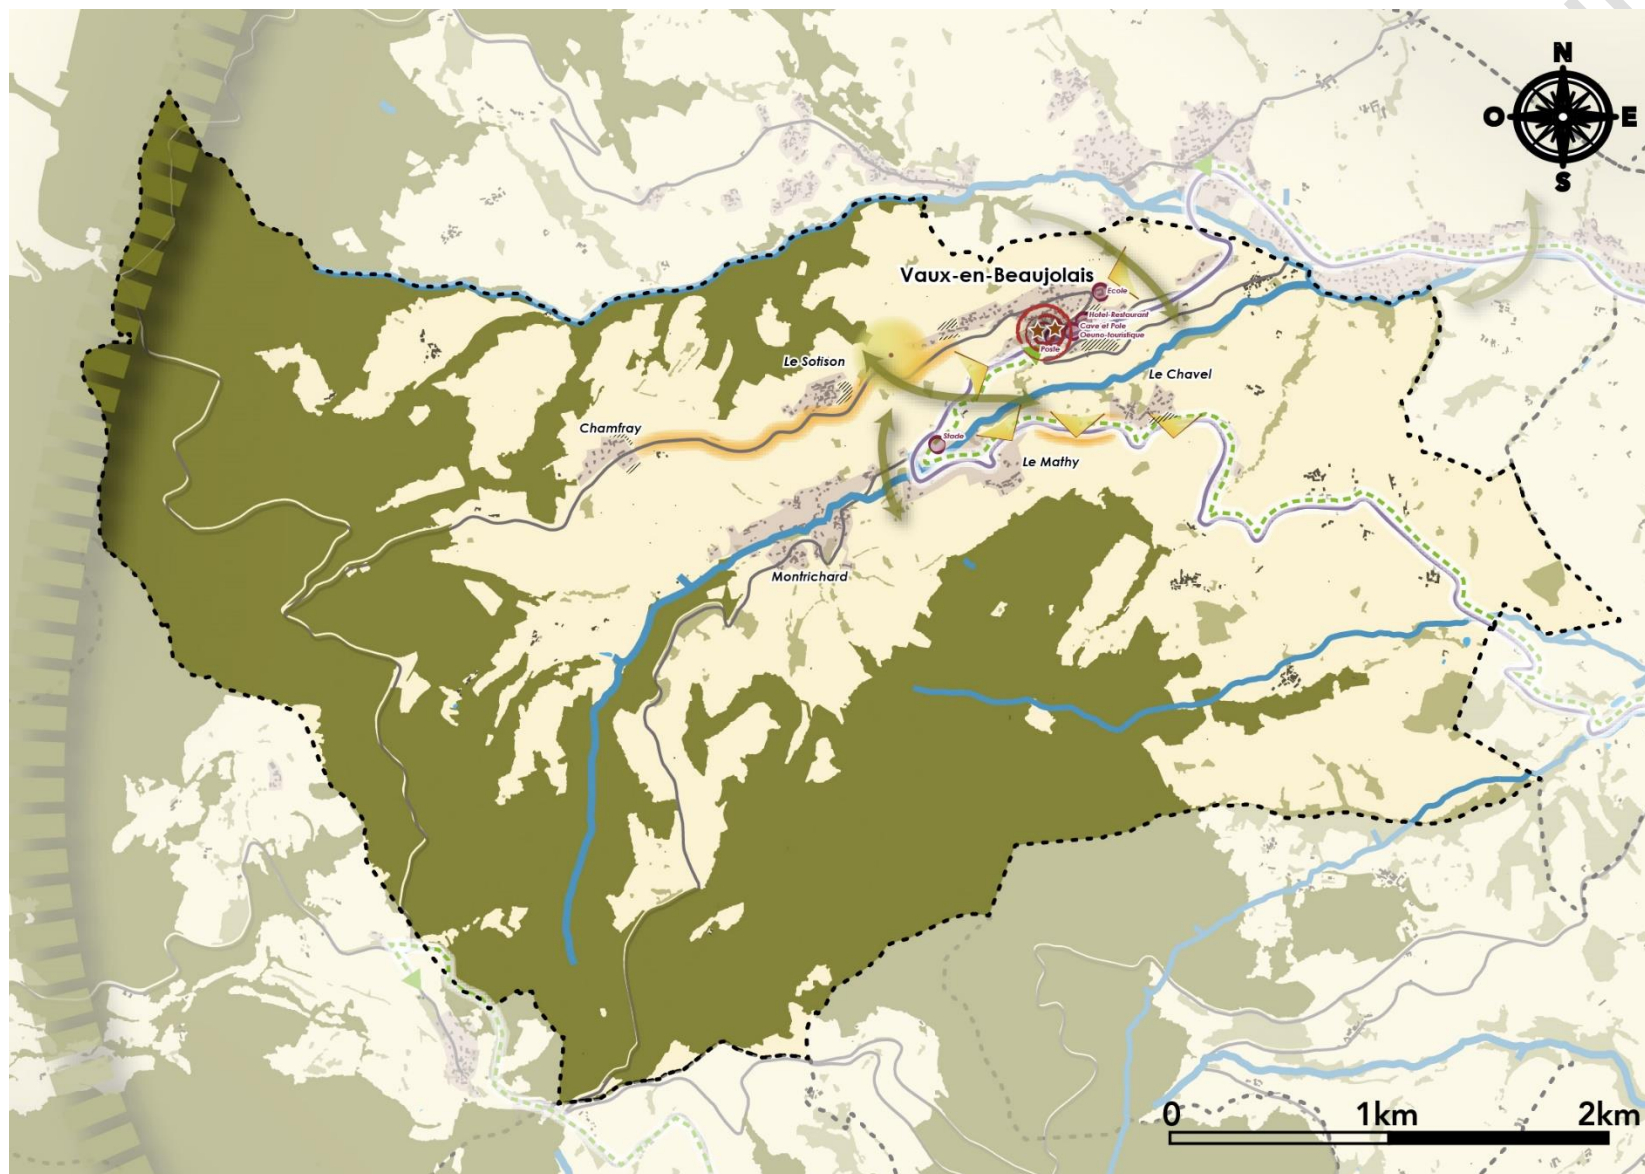 N
O E
S
Vaux-en-Beaujolais
Ecole
Hotel-Restaurant
Cave et Pole
Oeuno-touristique
Poste
Le Sotison
Le Chavel
Chamfray
Stade
Le Mathy
Montrichard
0 1km 2km